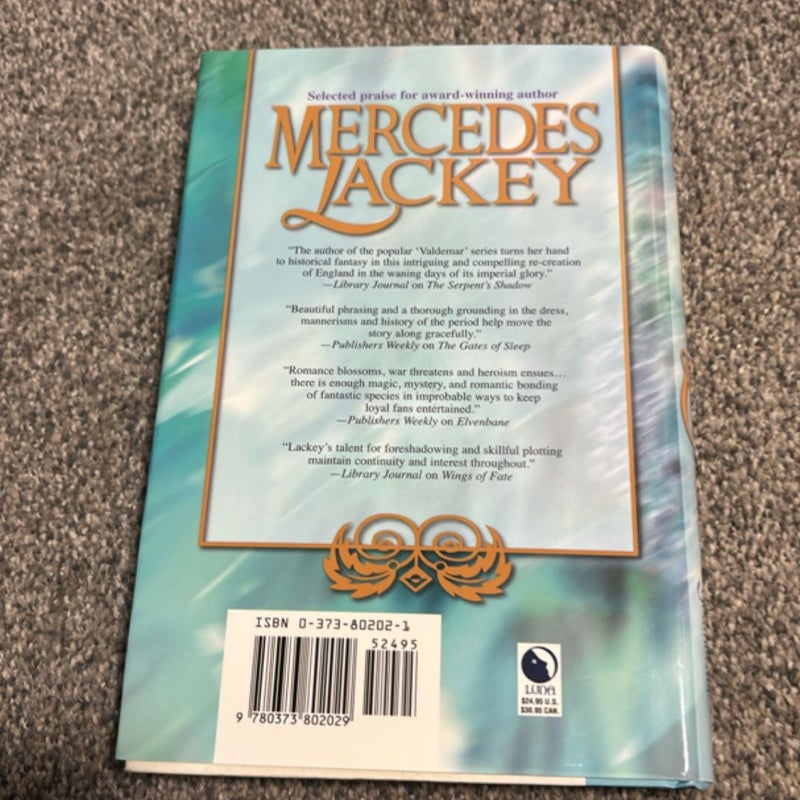 Selected praise for award-winning author
MERCEDES
LACKEY
“The author of the popular ‘Valdemar’ series turns her hand
to historical fantasy in this intriguing and compelling re-creation
of England in the waning days of its imperial glory.”
—Library Journal on The Serpent’s Shadow
“Beautiful phrasing and a thorough grounding in the dress,
mannerisms and history of the period help move the
story along gracefully.”
—Publishers Weekly on The Gates of Sleep
“Romance blossoms, war threatens and heroism ensues…
there is enough magic, mystery, and romantic bonding
of fantastic species in improbable ways to keep
loyal fans entertained.”
—Publishers Weekly on Elvenbane
“Lackey’s talent for foreshadowing and skillful plotting
maintain continuity and interest throughout.”
—Library Journal on Wings of Fate
ISBN 0-373-80202-1
52495
9 780373 802029
LUNA
$24.95 U.S.
$30.95 CAN.